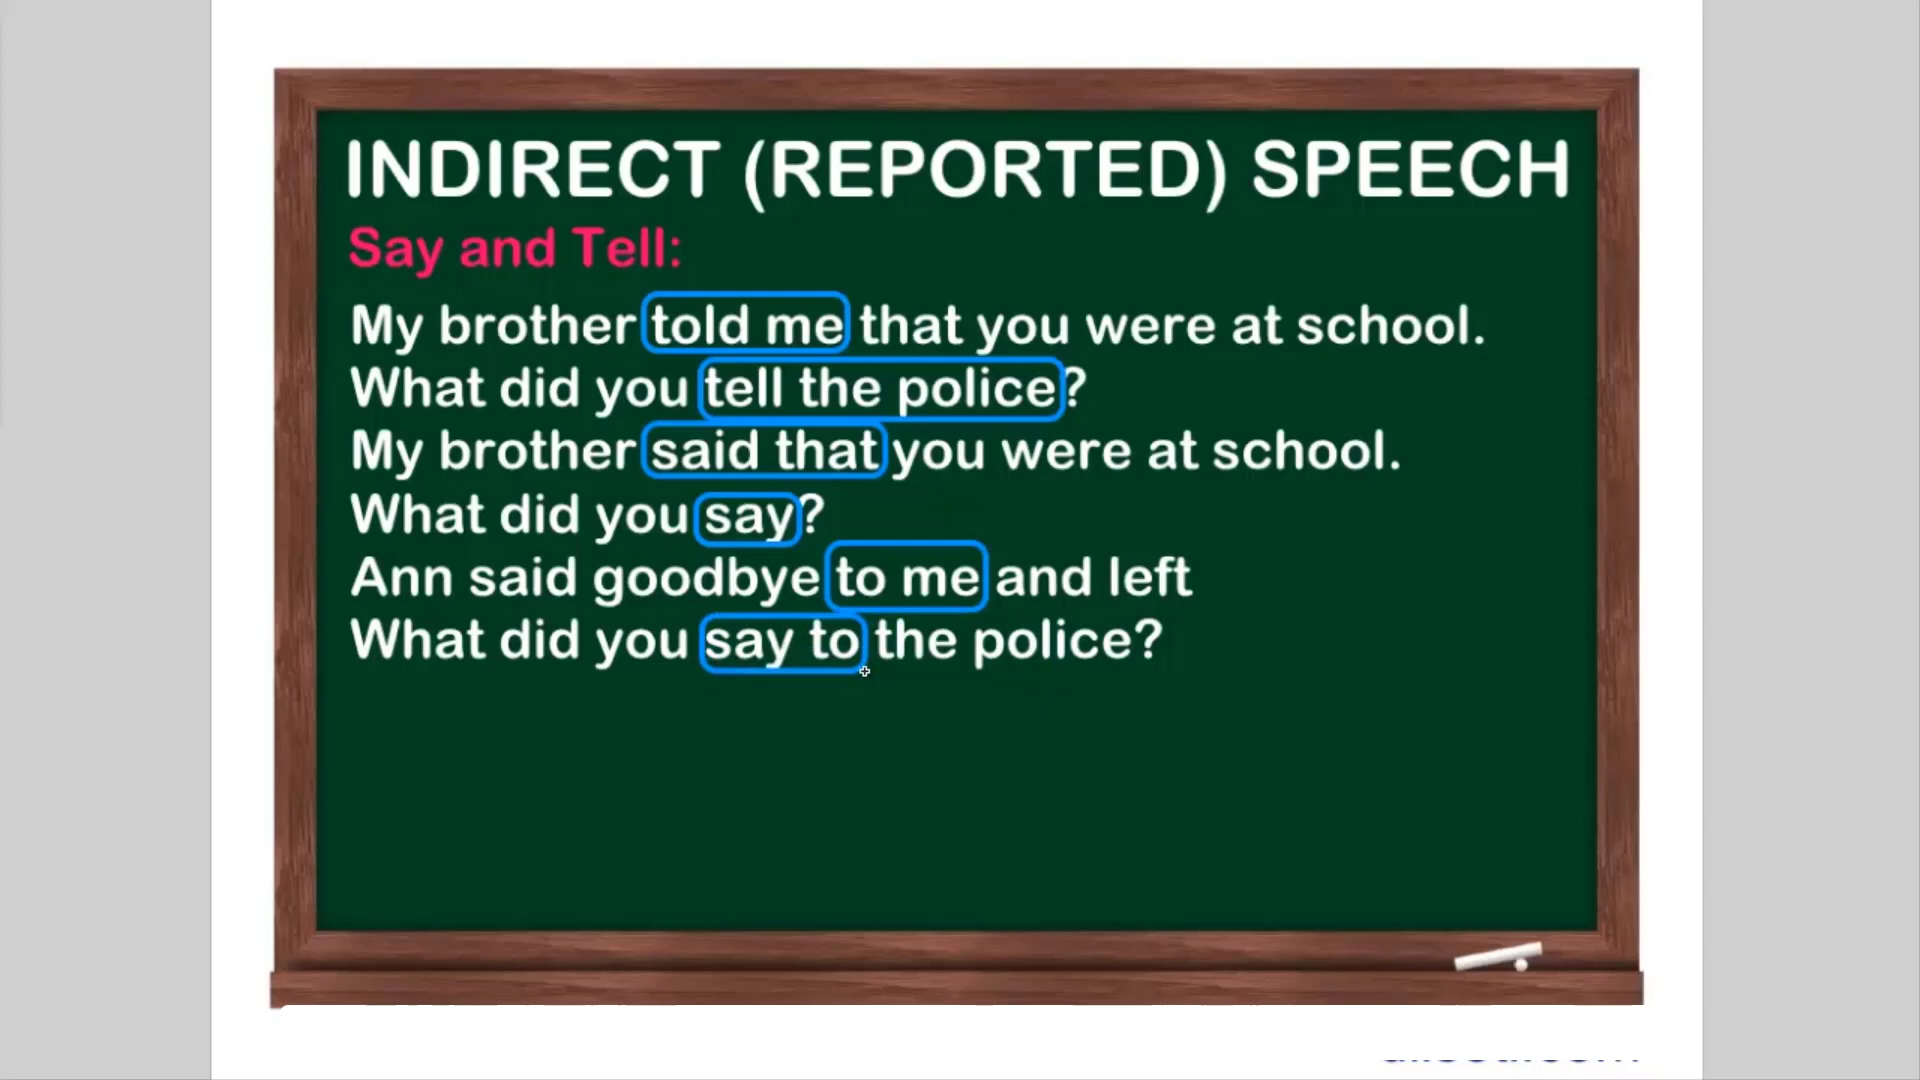 INDIRECT (REPORTED) SPEECH
Say and Tell:
My brother told me that you were at school.
What did you tell the police?
My brother said that you were at school.
What did you say?
Ann said goodbye to me and left
What did you say to the police?